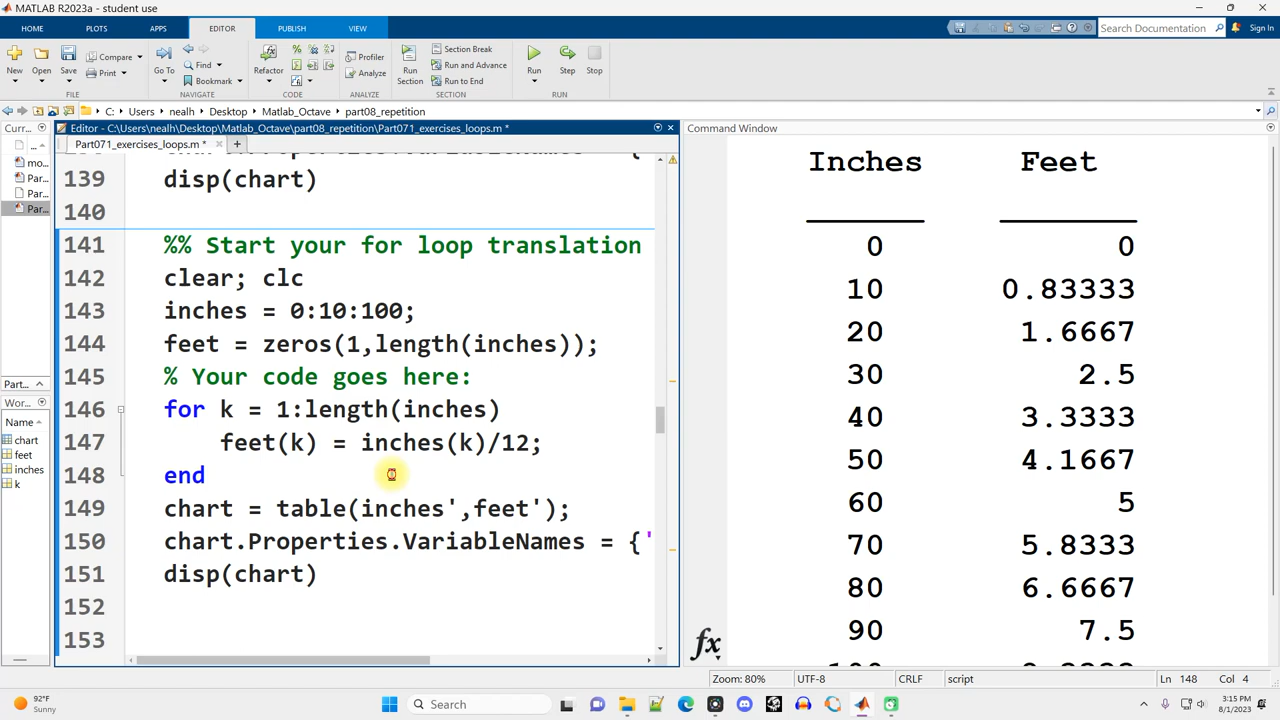 MATLAB R2023a - student use
HOME PLOTS APPS EDITOR PUBLISH VIEW
Search Documentation Sign In
New Open Save Compare Print
Go To Find Bookmark
Refactor
Profiler Analyze
Run Section
Section Break
Run and Advance
Run to End
Run Step Stop
FILE NAVIGATE CODE ANALYZE SECTION RUN
C: Users nealh Desktop Matlab_Octave part08_repetition
Curr...
...
mo...
Par...
Par...
Par...
Part...
Wo...
Name
chart
feet
inches
k
Editor - C:\Users\nealh\Desktop\Matlab_Octave\part08_repetition\Part071_exercises_loops.m *
Part071_exercises_loops.m *
139 disp(chart)
140
141 %% Start your for loop translation
142 clear; clc
143 inches = 0:10:100;
144 feet = zeros(1,length(inches));
145 % Your code goes here:
146 for k = 1:length(inches)
147 feet(k) = inches(k)/12;
148 end
149 chart = table(inches',feet');
150 chart.Properties.VariableNames = {'
151 disp(chart)
152
153
Command Window
Inches Feet
0 0
10 0.83333
20 1.6667
30 2.5
40 3.3333
50 4.1667
60 5
70 5.8333
80 6.6667
90 7.5
fx
Zoom: 80% UTF-8 CRLF script Ln 148 Col 4
92°F
Sunny
Search
3:15 PM
8/1/2023